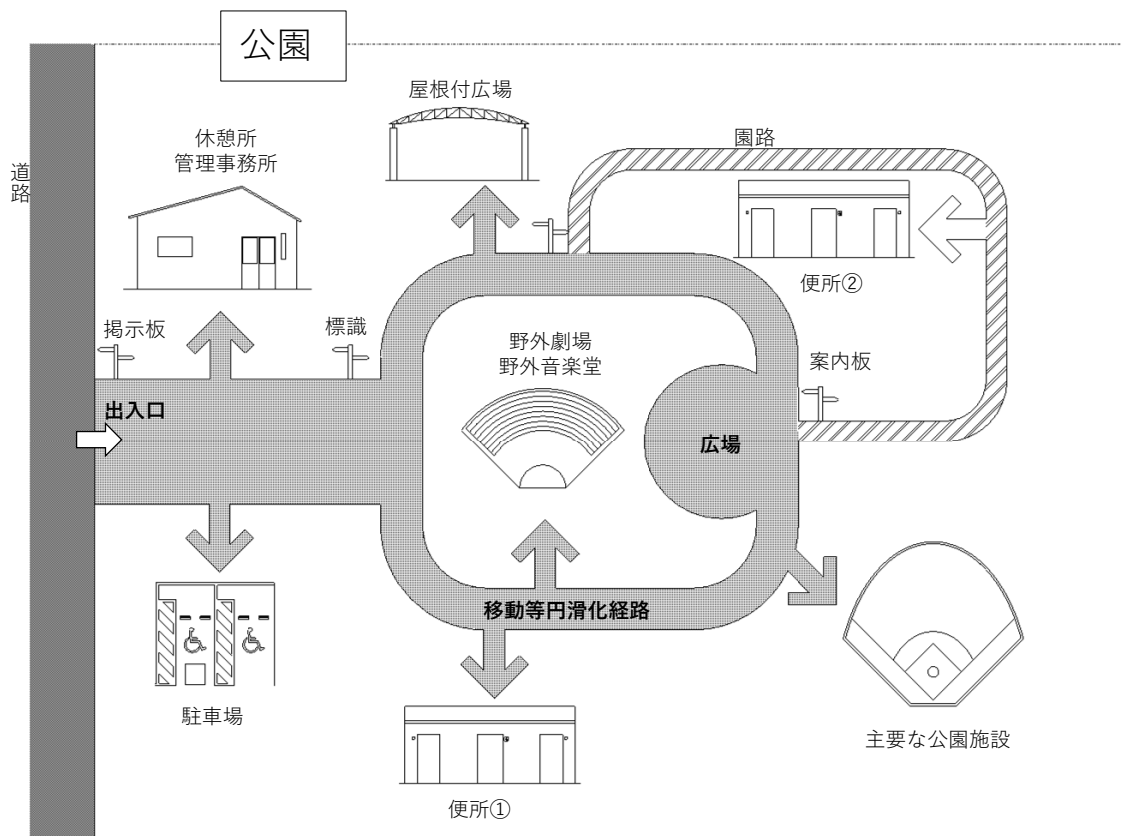 公園
屋根付広場
休憩所
管理事務所
園路
道路
便所②
掲示板
標識
野外劇場
野外音楽堂
案内板
出入口
広場
移動等円滑化経路
駐車場
主要な公園施設
便所①